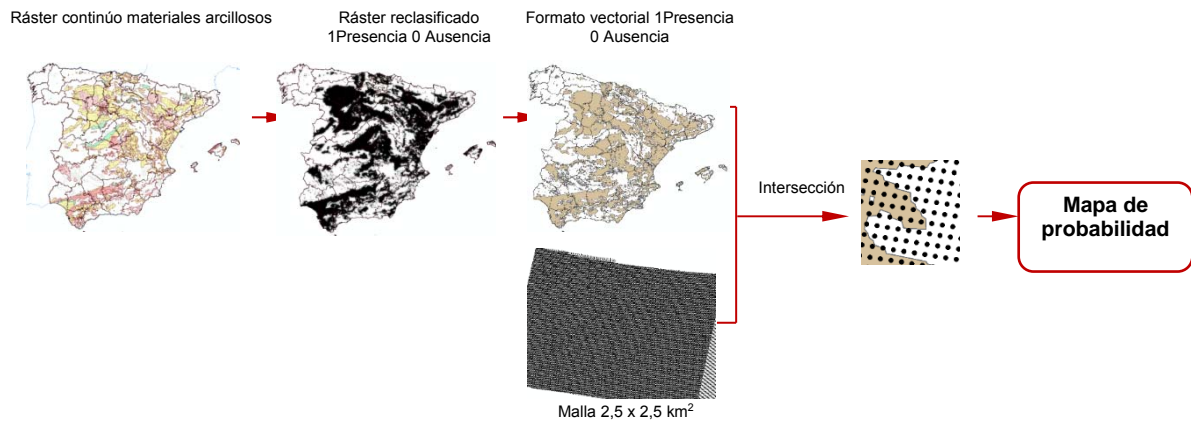 Ráster continúo materiales arcillosos
Ráster reclasificado
1Presencia 0 Ausencia
Formato vectorial 1Presencia
0 Ausencia
Intersección
Mapa de
probabilidad
Malla 2,5 x 2,5 km²